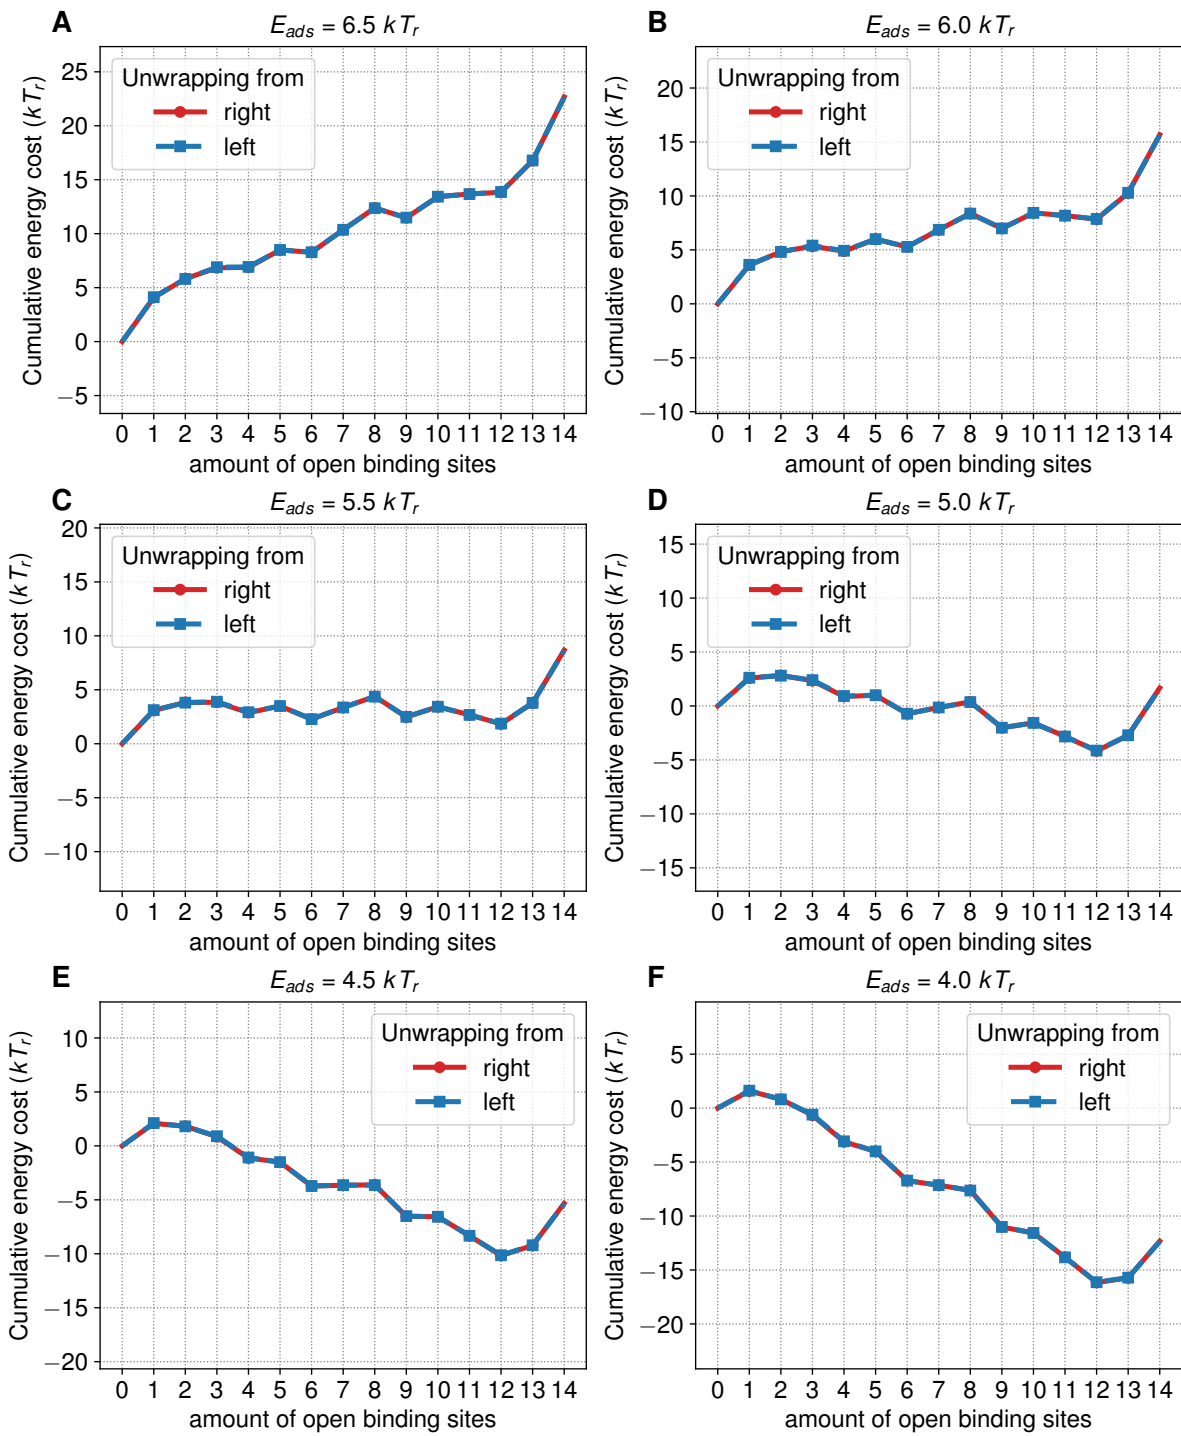 A
E_ads = 6.5 kT_r
Cumulative energy cost (kT_r)
25
20
15
10
5
0
−5
Unwrapping from
right
left
0 1 2 3 4 5 6 7 8 9 10 11 12 13 14
amount of open binding sites
B
E_ads = 6.0 kT_r
Cumulative energy cost (kT_r)
20
15
10
5
0
−5
−10
Unwrapping from
right
left
0 1 2 3 4 5 6 7 8 9 10 11 12 13 14
amount of open binding sites
C
E_ads = 5.5 kT_r
Cumulative energy cost (kT_r)
20
15
10
5
0
−5
−10
Unwrapping from
right
left
0 1 2 3 4 5 6 7 8 9 10 11 12 13 14
amount of open binding sites
D
E_ads = 5.0 kT_r
Cumulative energy cost (kT_r)
15
10
5
0
−5
−10
−15
Unwrapping from
right
left
0 1 2 3 4 5 6 7 8 9 10 11 12 13 14
amount of open binding sites
E
E_ads = 4.5 kT_r
Cumulative energy cost (kT_r)
10
5
0
−5
−10
−15
−20
Unwrapping from
right
left
0 1 2 3 4 5 6 7 8 9 10 11 12 13 14
amount of open binding sites
F
E_ads = 4.0 kT_r
Cumulative energy cost (kT_r)
5
0
−5
−10
−15
−20
Unwrapping from
right
left
0 1 2 3 4 5 6 7 8 9 10 11 12 13 14
amount of open binding sites